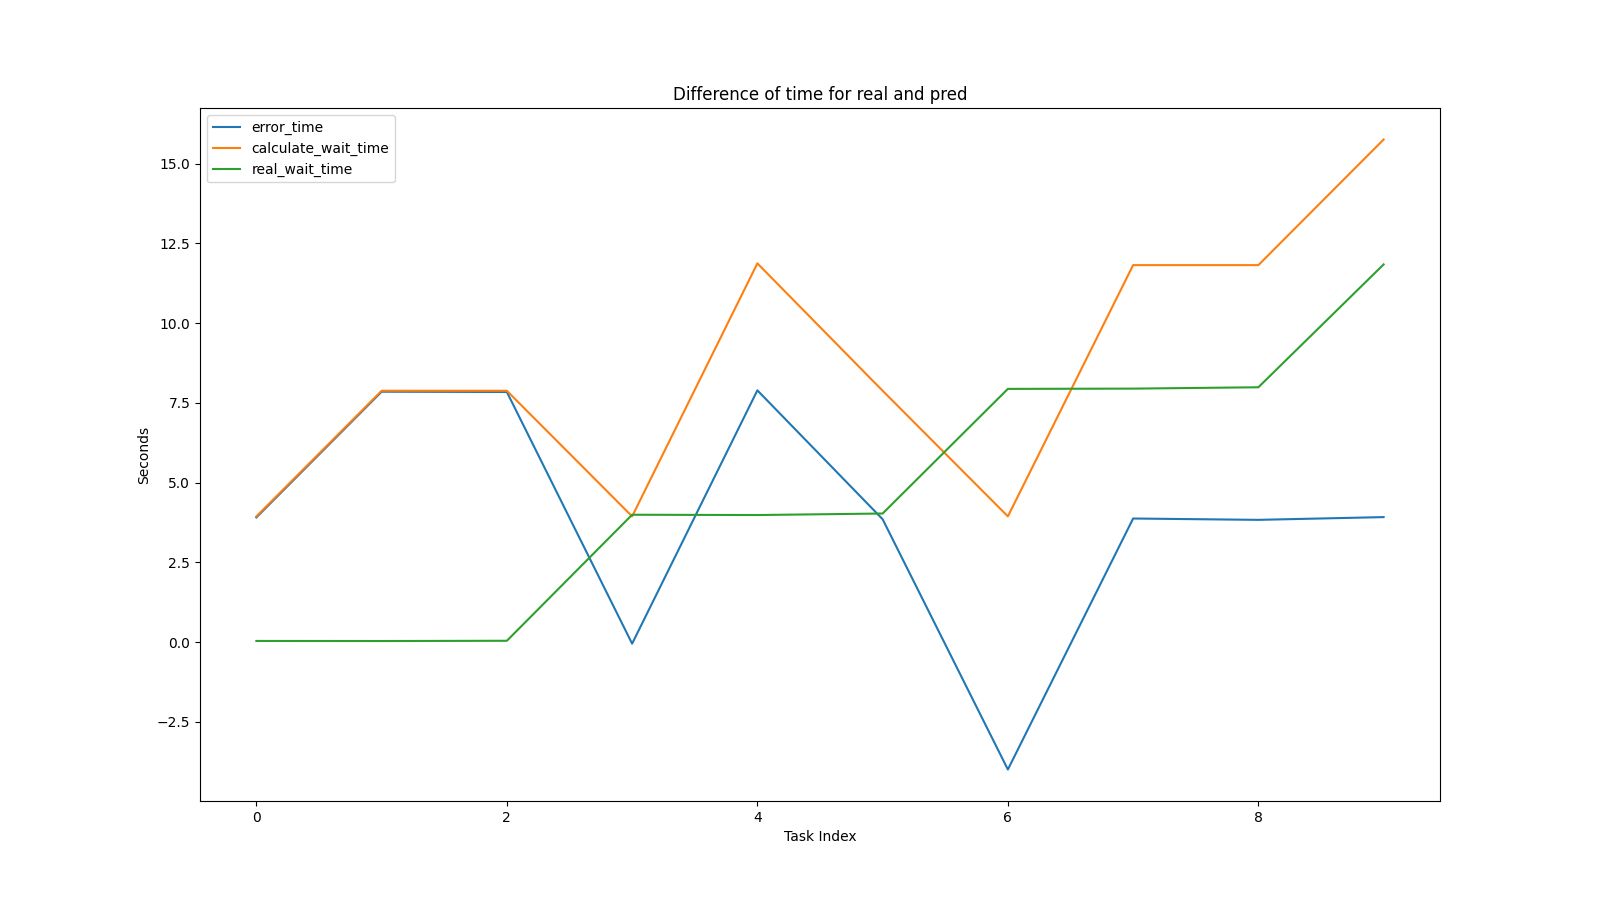 Difference of time for real and pred
error_time
calculate_wait_time
real_wait_time
15.0
12.5
10.0
7.5
5.0
2.5
0.0
−2.5
Seconds
0 2 4 6 8
Task Index